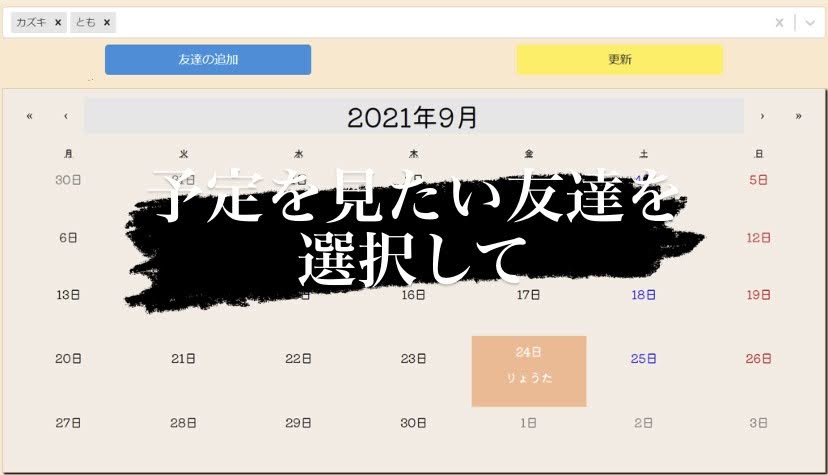 カズキ × とも ×
× 
友達の追加 更新
« ‹ 2021年9月 › »
月 火 水 木 金 土 日
30日 31日 5日
予定を見たい友達を
6日 12日
選択して
13日 16日 17日 18日 19日
20日 21日 22日 23日 24日 25日 26日
りょうた
27日 28日 29日 30日 1日 2日 3日